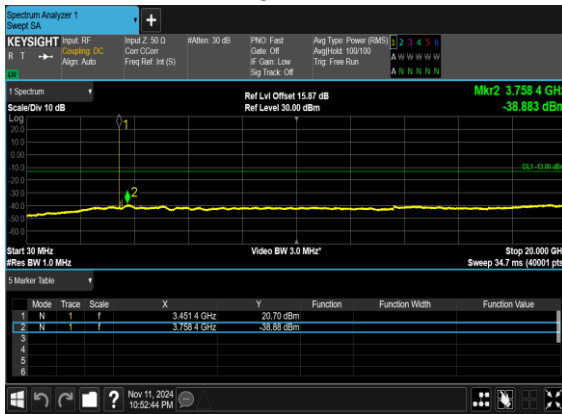 Spectrum Analyzer 1
Swept SA
KEYSIGHT Input: RF Input Z: 50 Ω #Atten: 30 dB PNO: Fast Avg Type: Power (RMS) 1 2 3 4 5 6
R T Coupling: DC Corr CCorr Gate: Off Avg|Hold: 100/100 A W W W W W
Align: Auto Freq Ref: Int (S) IF Gain: Low Trig: Free Run
LXI Sig Track: Off A N N N N N
1 Spectrum Ref Lvl Offset 15.87 dB Mkr2 3.758 4 GHz
Scale/Div 10 dB Ref Level 30.00 dBm -38.883 dBm
Log
20.0
10.0
0.00
-10.0
-20.0
-30.0
-40.0
-50.0
-60.0
1
2
DL1 -13.00 dBm
Start 30 MHz Video BW 3.0 MHz* Stop 20.000 GHz
#Res BW 1.0 MHz Sweep 34.7 ms (40001 pts)
5 Marker Table
Mode Trace Scale X Y Function Function Width Function Value
1 N 1 f 3.451 4 GHz 20.70 dBm
2 N 1 f 3.758 4 GHz -38.88 dBm
3
4
5
6
? Nov 11, 2024
10:52:44 PM